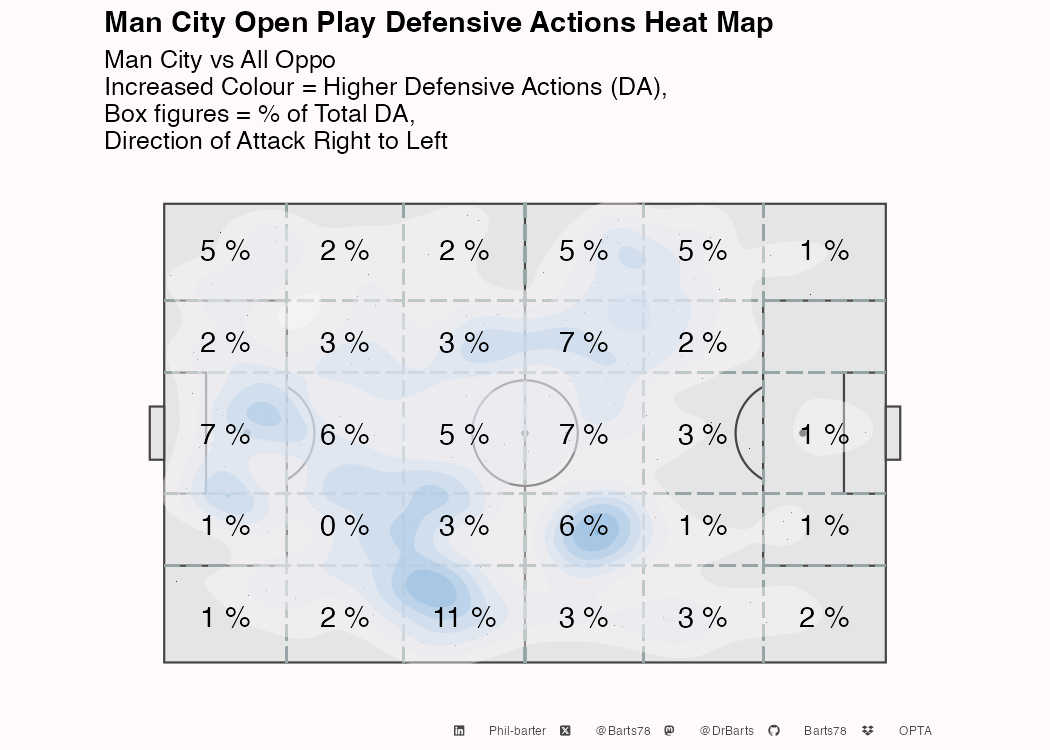 Man City Open Play Defensive Actions Heat Map
Man City vs All Oppo
Increased Colour = Higher Defensive Actions (DA),
Box figures = % of Total DA,
Direction of Attack Right to Left
5 % 2 % 2 % 5 % 5 % 1 %
2 % 3 % 3 % 7 % 2 %
7 % 6 % 5 % 7 % 3 % 1 %
1 % 0 % 3 % 6 % 1 % 1 %
1 % 2 % 11 % 3 % 3 % 2 %
Phil-barter @Barts78 @DrBarts Barts78 OPTA